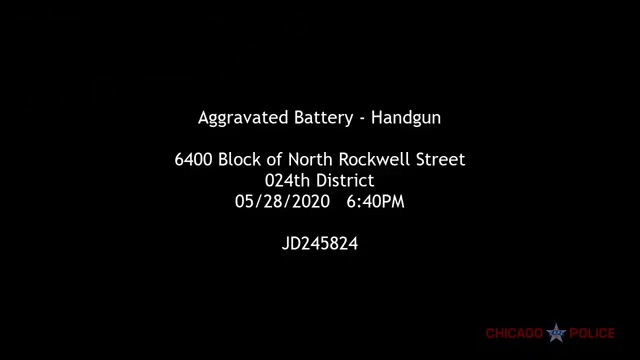 Aggravated Battery - Handgun
6400 Block of North Rockwell Street
024th District
05/28/2020 6:40PM
JD245824
CHICAGO POLICE